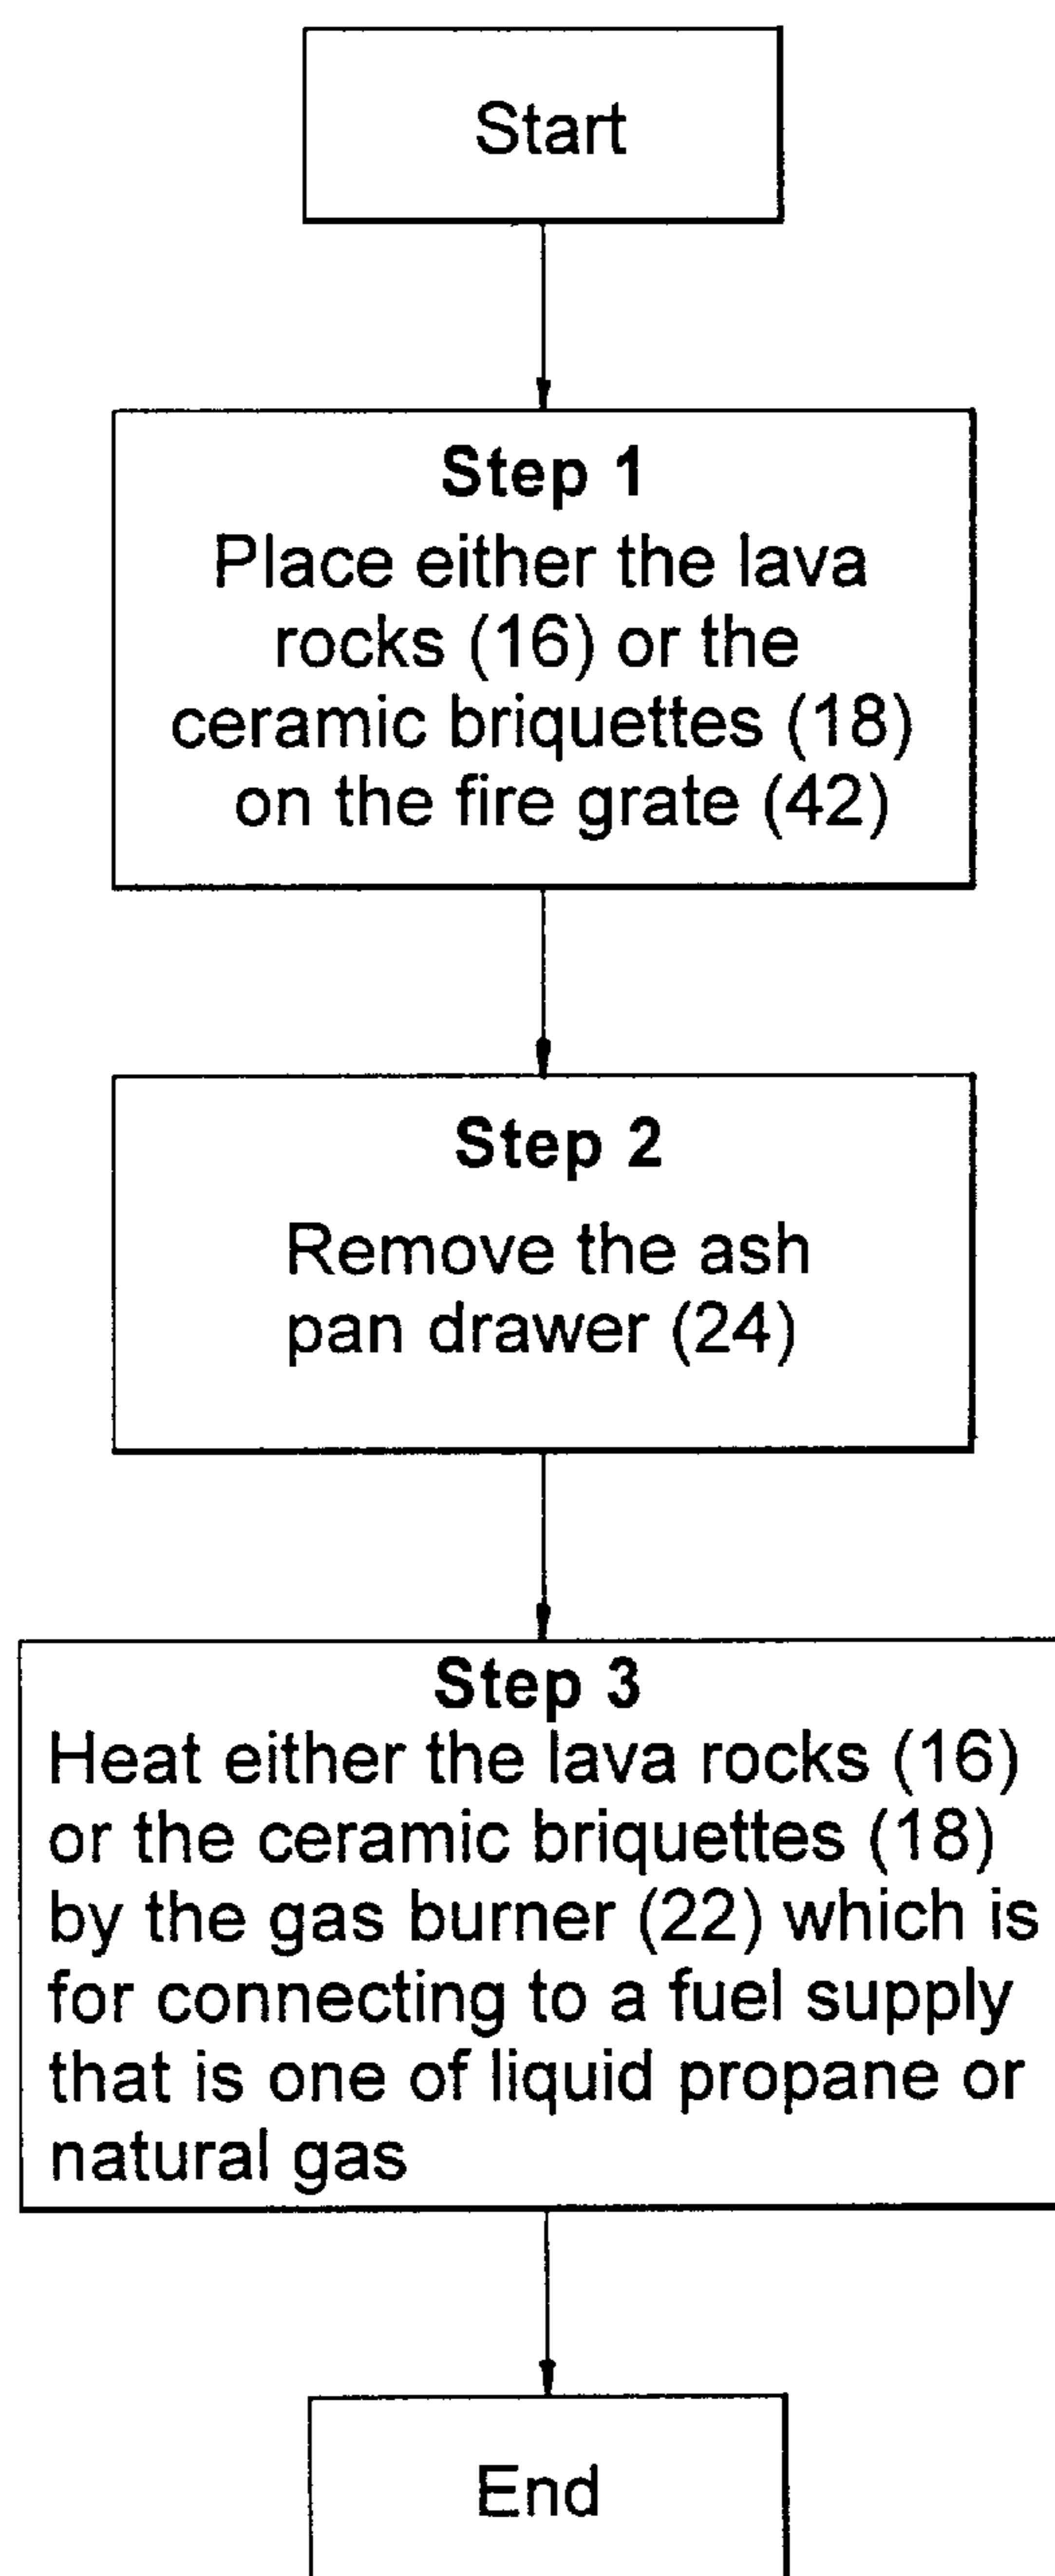 Start
Step 1
Place either the lava
rocks (16) or the
ceramic briquettes (18)
on the fire grate (42)
Step 2
Remove the ash
pan drawer (24)
Step 3
Heat either the lava rocks (16)
or the ceramic briquettes (18)
by the gas burner (22) which is
for connecting to a fuel supply
that is one of liquid propane or
natural gas
End